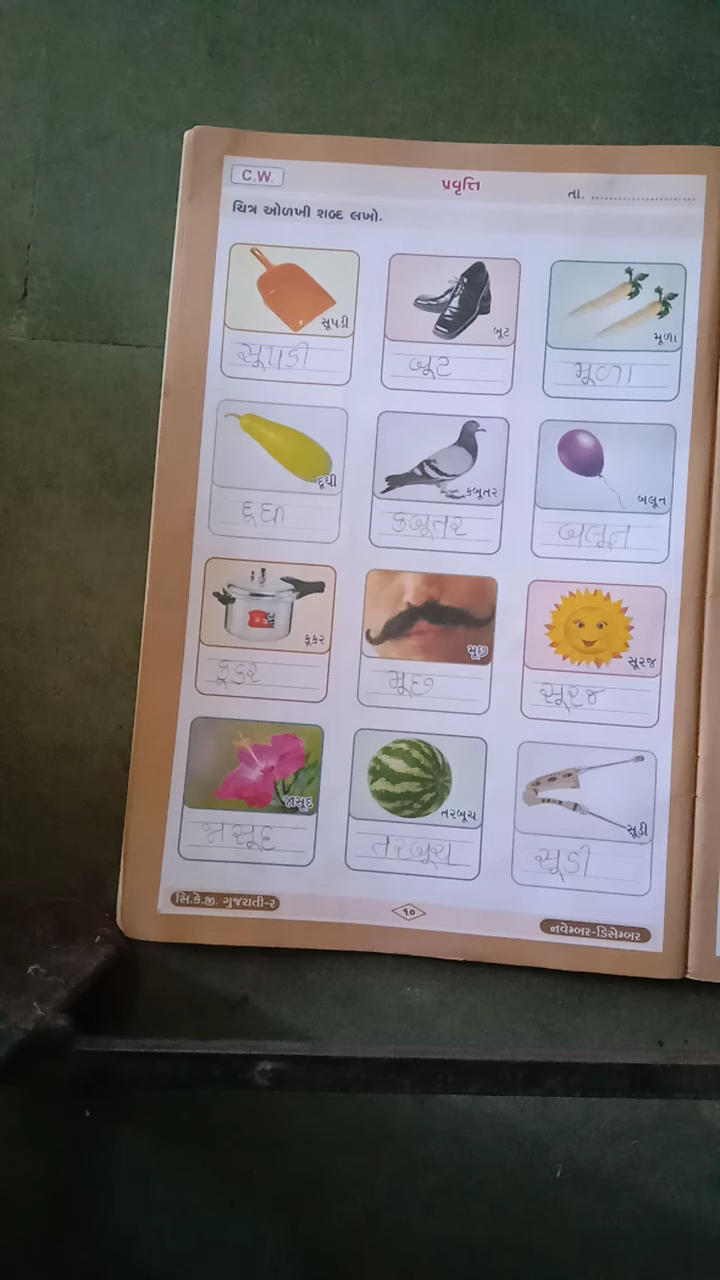 C.W.
પ્રવૃત્તિ
તા. ........................
ચિત્ર ઓળખી શબ્દ લખો.
સૂપડી
બૂટ
મૂળા
સૂપડી
બૂટ
મૂળા
દૂધી
કબૂતર
બલૂન
દૂધી
કબૂતર
બલૂન
કૂકર
મૂછ
સૂરજ
કૂકર
મૂછ
સૂરજ
જાસૂદ
તરબૂચ
સૂડી
જાસૂદ
તરબૂચ
સૂડી
સિ.કે.જી. ગુજરાતી-૨
૧૦
નવેમ્બર-ડિસેમ્બર